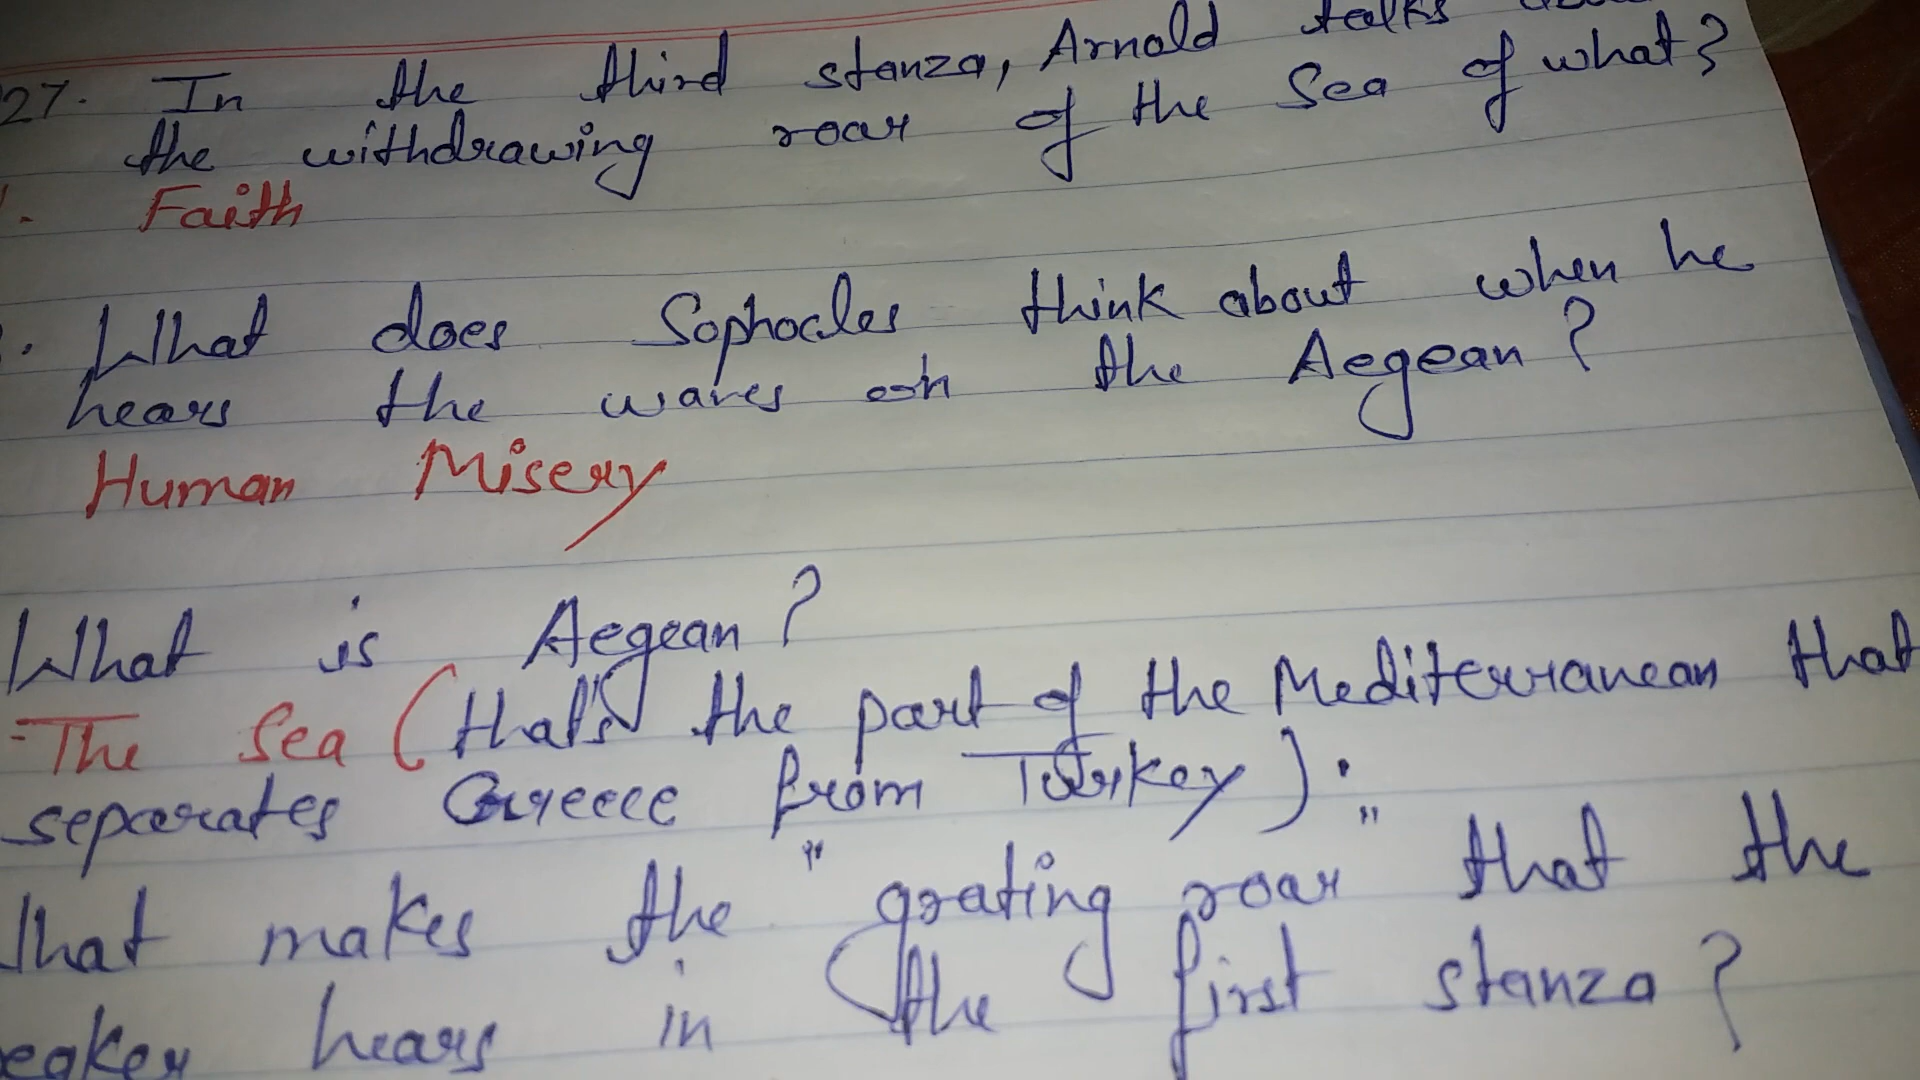 27. In the third stanza, Arnold talks
the withdrawing roar of the Sea of what?
Faith
What does Sophocles think about when he
hears the waves on the Aegean?
Human Misery
What is Aegean?
-The Sea (that's the part of the Mediterranean that
separates Greece from Turkey).
hat makes the "grating roar" that the
eaker hears in the first stanza?